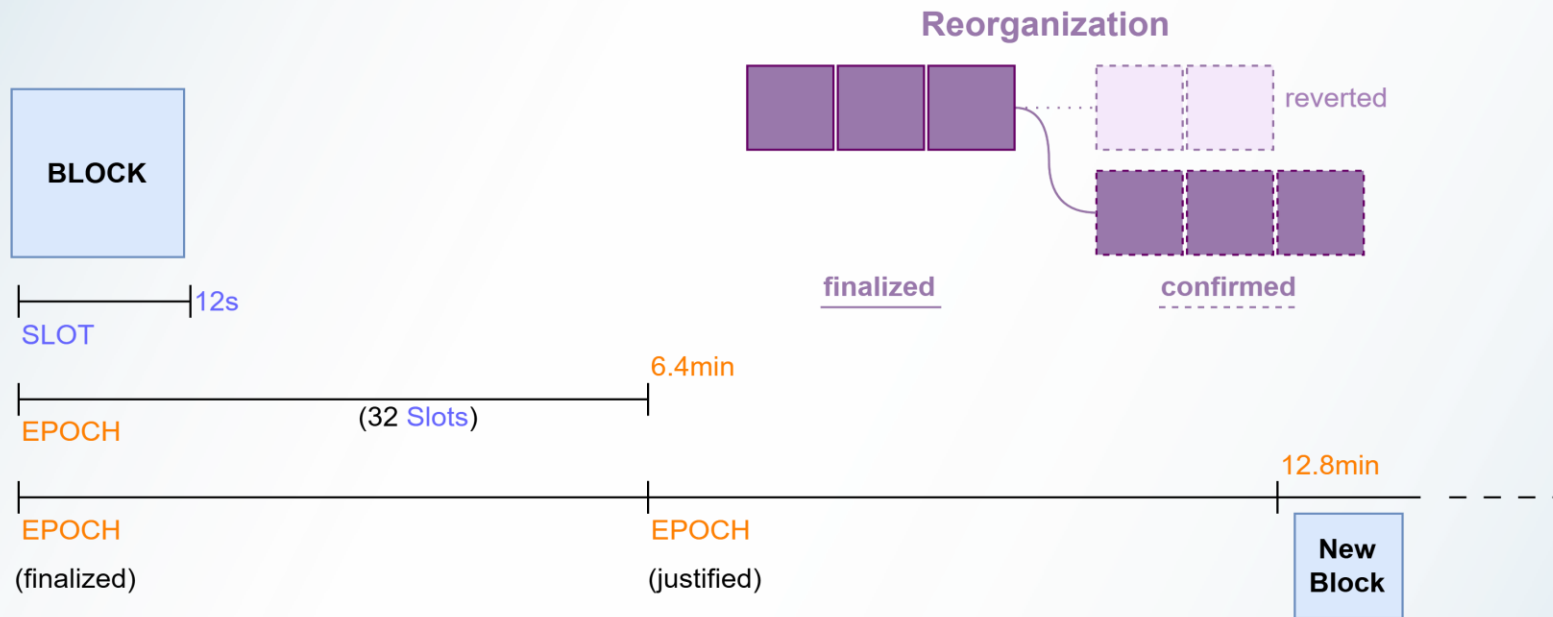 Reorganization
reverted
BLOCK
finalized
confirmed
12s
SLOT
6.4min
(32 Slots)
EPOCH
12.8min
EPOCH
EPOCH
(finalized)
(justified)
New
Block